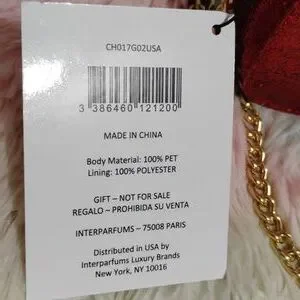 CH017G02USA
3 386460 121200
MADE IN CHINA
Body Material: 100% PET
Lining: 100% POLYESTER
GIFT – NOT FOR SALE
REGALO – PROHIBIDA SU VENTA
INTERPARFUMS – 75008 PARIS
Distributed in USA by
Interparfums Luxury Brands
New York, NY 10016